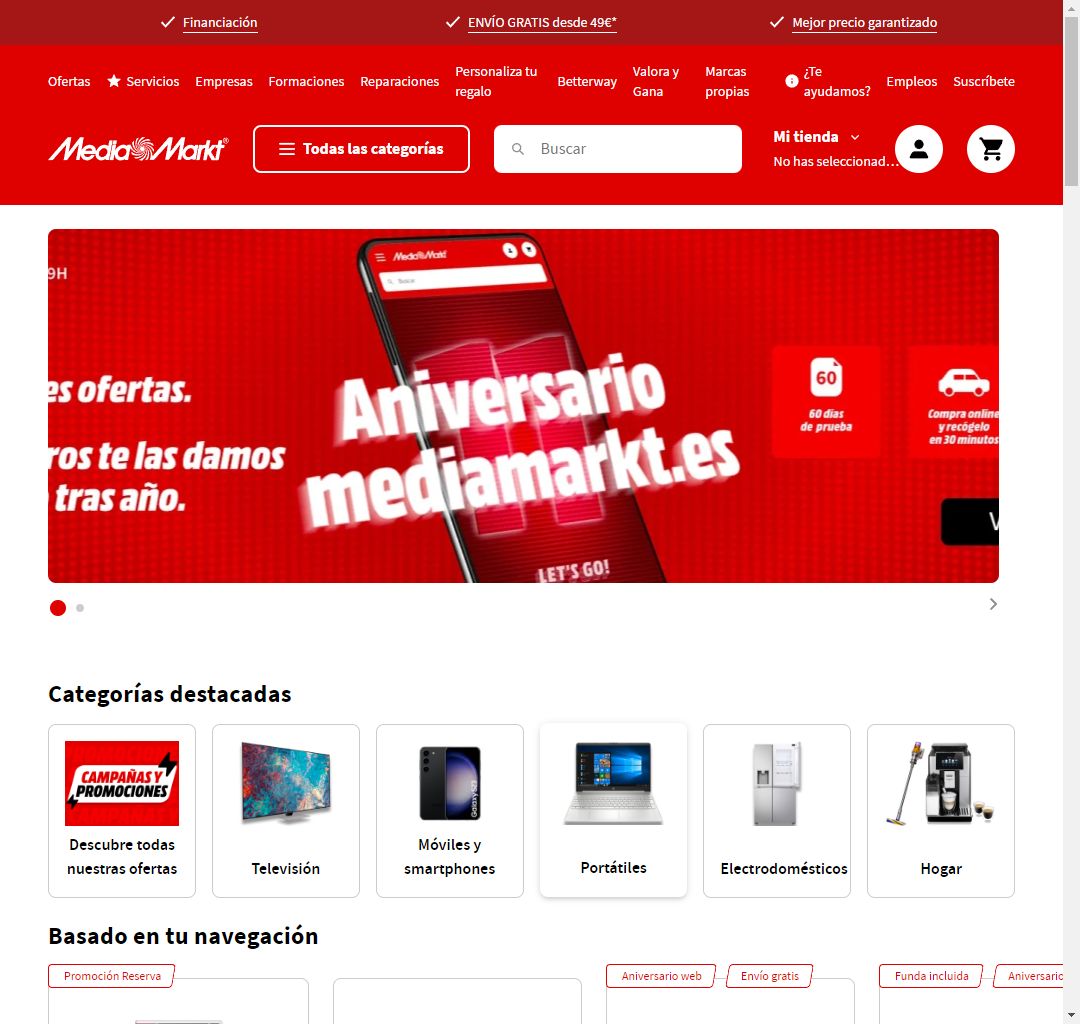 Financiación
ENVÍO GRATIS desde 49€*
Mejor precio garantizado
Ofertas
Servicios
Empresas
Formaciones
Reparaciones
Personaliza tu
regalo
Betterway
Valora y
Gana
Marcas
propias
¿Te
ayudamos?
Empleos
Suscríbete
MediaMarkt®
Todas las categorías
Buscar
Mi tienda
No has seleccionad...
9H
es ofertas.
ros te las damos
tras año.
MediaMarkt
Buscar
Aniversario
mediamarkt.es
LET'S GO!
60
60 días
de prueba
Compra online
y recógelo
en 30 minutos
V
Categorías destacadas
CAMPAÑAS Y
PROMOCIONES
Descubre todas
nuestras ofertas
Televisión
Galaxy S23
Móviles y
smartphones
Portátiles
Electrodomésticos
Hogar
Basado en tu navegación
Promoción Reserva
Aniversario web
Envío gratis
Funda incluida
Aniversario